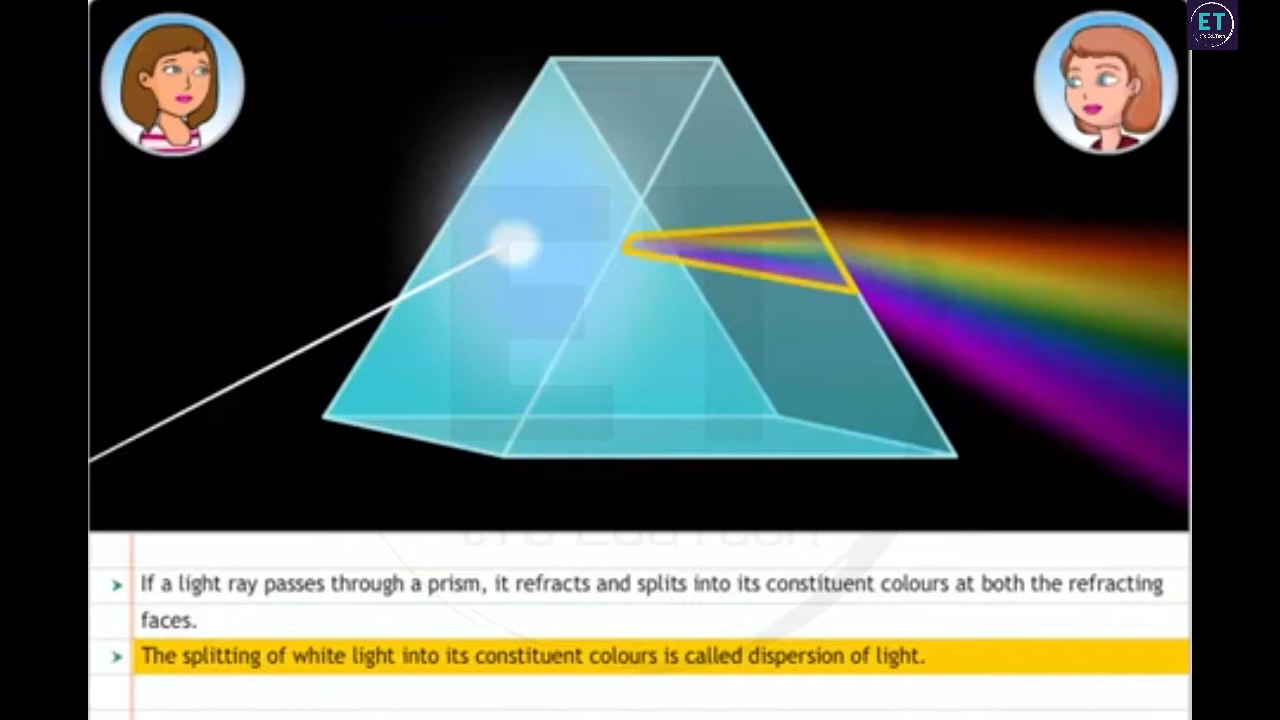 ET
If a light ray passes through a prism, it refracts and splits into its constituent colours at both the refracting
faces.
The splitting of white light into its constituent colours is called dispersion of light.